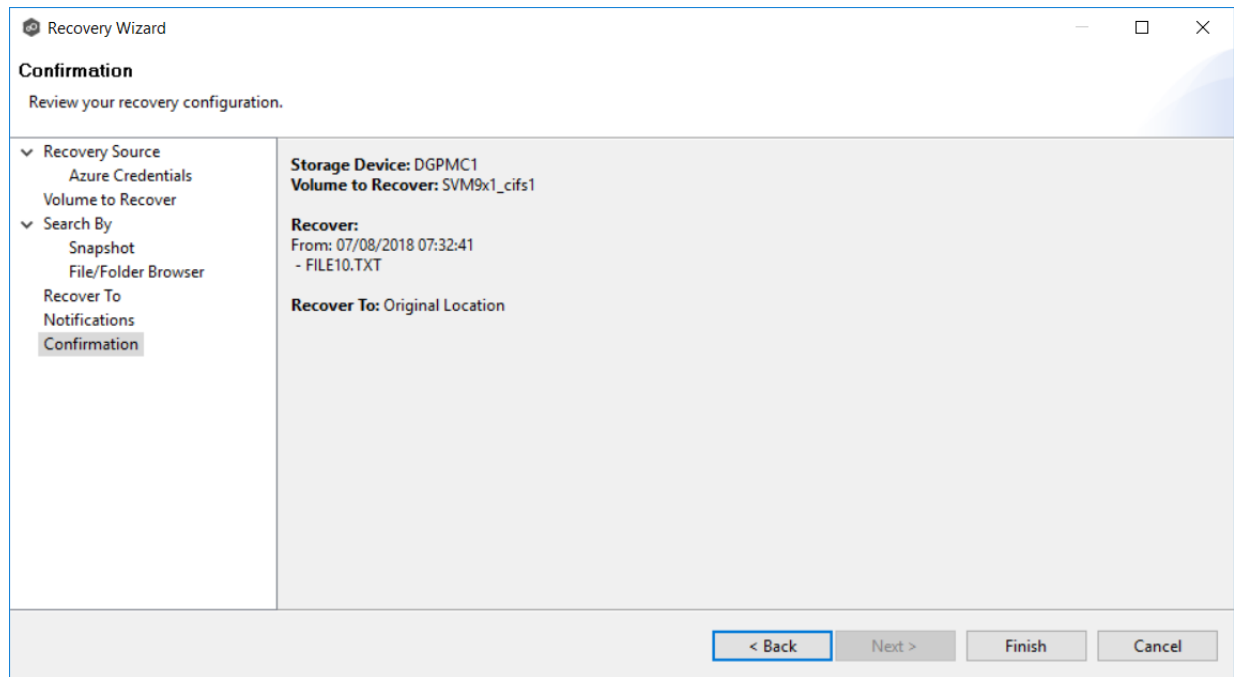 Recovery Wizard
Confirmation
Review your recovery configuration.
Recovery Source
Azure Credentials
Volume to Recover
Search By
Snapshot
File/Folder Browser
Recover To
Notifications
Confirmation
Storage Device: DGPMC1
Volume to Recover: SVM9x1_cifs1
Recover:
From: 07/08/2018 07:32:41
- FILE10.TXT
Recover To: Original Location
< Back
Next >
Finish
Cancel